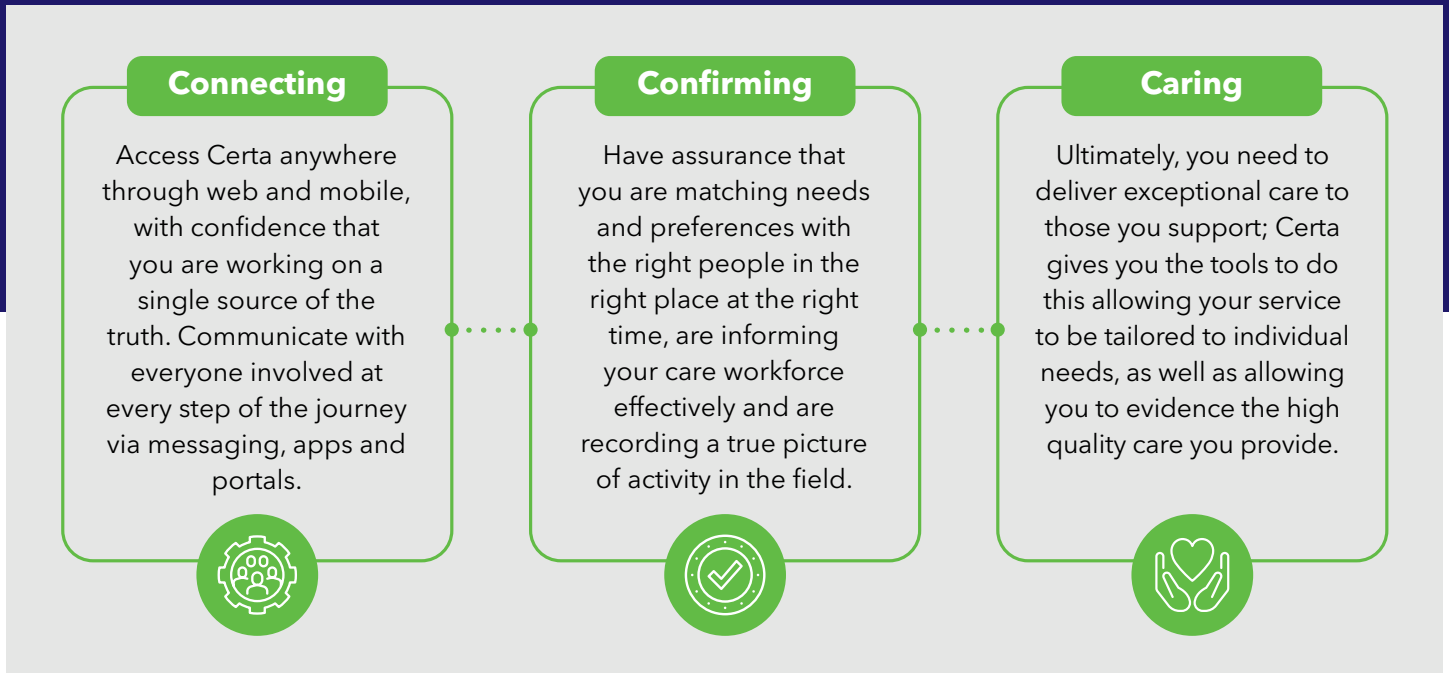 Connecting
Access Certa anywhere
through web and mobile,
with confidence that
you are working on a
single source of the
truth. Communicate with
everyone involved at
every step of the journey
via messaging, apps and
portals.
Confirming
Have assurance that
you are matching needs
and preferences with
the right people in the
right place at the right
time, are informing
your care workforce
effectively and are
recording a true picture
of activity in the field.
Caring
Ultimately, you need to
deliver exceptional care to
those you support; Certa
gives you the tools to do
this allowing your service
to be tailored to individual
needs, as well as allowing
you to evidence the high
quality care you provide.